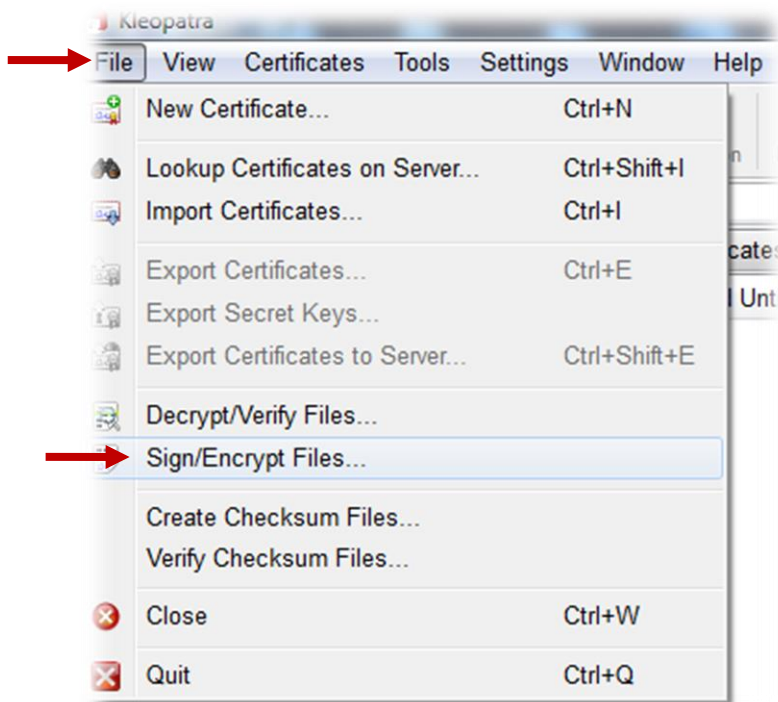 Kleopatra
File View Certificates Tools Settings Window Help
New Certificate... Ctrl+N
n
Lookup Certificates on Server... Ctrl+Shift+I
Import Certificates... Ctrl+I
cates
Export Certificates... Ctrl+E
Unt
Export Secret Keys...
Export Certificates to Server... Ctrl+Shift+E
Decrypt/Verify Files...
Sign/Encrypt Files...
Create Checksum Files...
Verify Checksum Files...
Close Ctrl+W
Quit Ctrl+Q